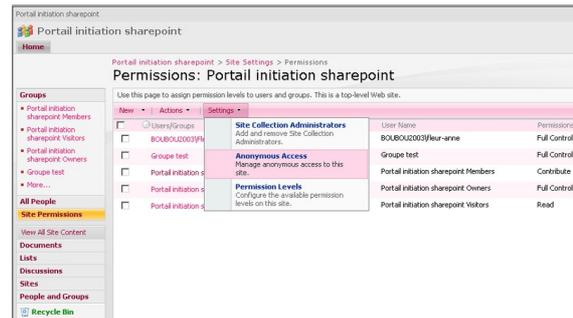 Portail initiation sharepoint
Portail initiation sharepoint
Home
Portail initiation sharepoint > Site Settings > Permissions
Permissions: Portail initiation sharepoint
Groups
Portail initiation
sharepoint Members
Portail initiation
sharepoint Visitors
Portail initiation
sharepoint Owners
Groupe test
More...
All People
Site Permissions
View All Site Content
Documents
Lists
Discussions
Sites
People and Groups
Recycle Bin
Use this page to assign permission levels to users and groups. This is a top-level Web site.
New Actions Settings
Users/Groups User Name Permissions
BOUBOU2003\fle BOUBOU2003\fleur-anne Full Control
Groupe test Groupe test Full Control
Portail initiation s Portail initiation sharepoint Members Contribute
Portail initiation s Portail initiation sharepoint Owners Full Control
Portail initiation s Portail initiation sharepoint Visitors Read
Site Collection Administrators
Add and remove Site Collection
Administrators.
Anonymous Access
Manage anonymous access to this
site.
Permission Levels
Configure the available permission
levels on this site.